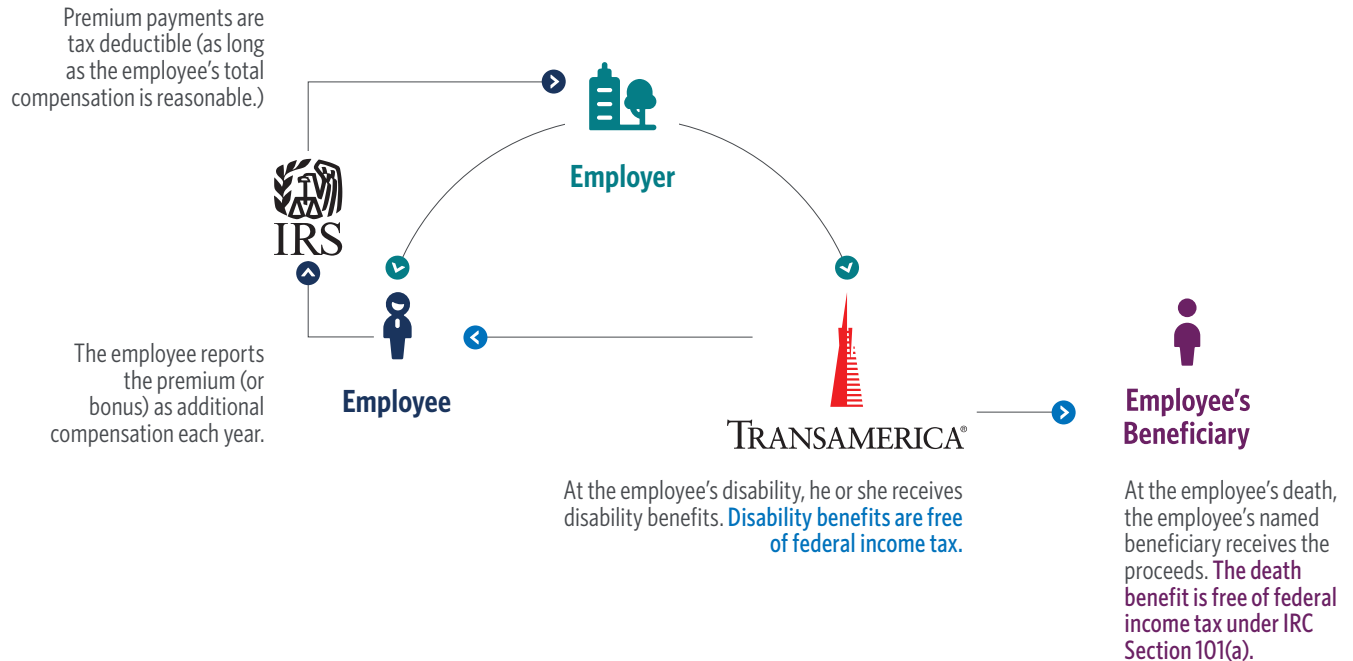 Premium payments are
tax deductible (as long
as the employee’s total
compensation is reasonable.)
Employer
IRS
The employee reports
the premium (or
bonus) as additional
compensation each year.
Employee
TRANSAMERICA®
At the employee’s disability, he or she receives
disability benefits. Disability benefits are free
of federal income tax.
Employee’s
Beneficiary
At the employee’s death,
the employee’s named
beneficiary receives the
proceeds. The death
benefit is free of federal
income tax under IRC
Section 101(a).